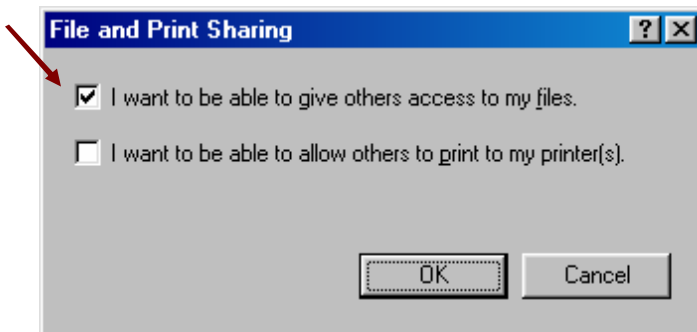 File and Print Sharing
I want to be able to give others access to my files.
I want to be able to allow others to print to my printer(s).
OK Cancel